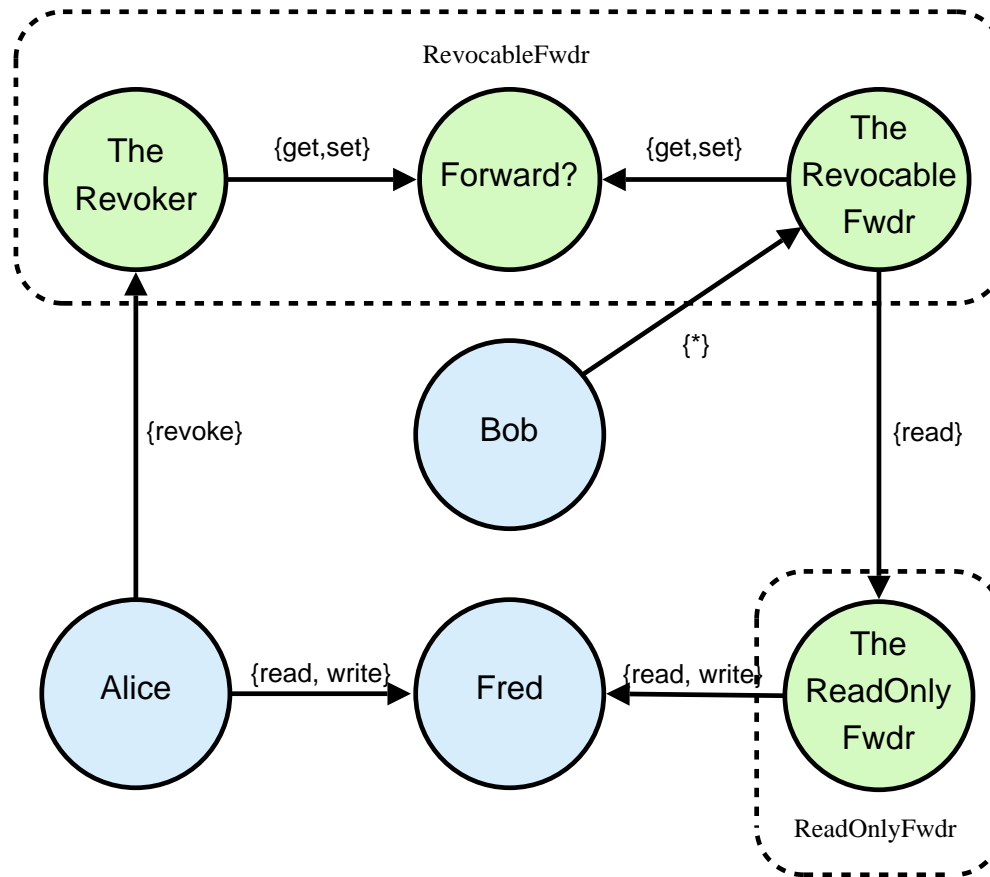 RevocableFwdr
The
Revoker
{get,set}
Forward?
{get,set}
The
Revocable
Fwdr
{*}
Bob
{revoke}
{read}
Alice
{read, write}
Fred
{read, write}
The
ReadOnly
Fwdr
ReadOnlyFwdr